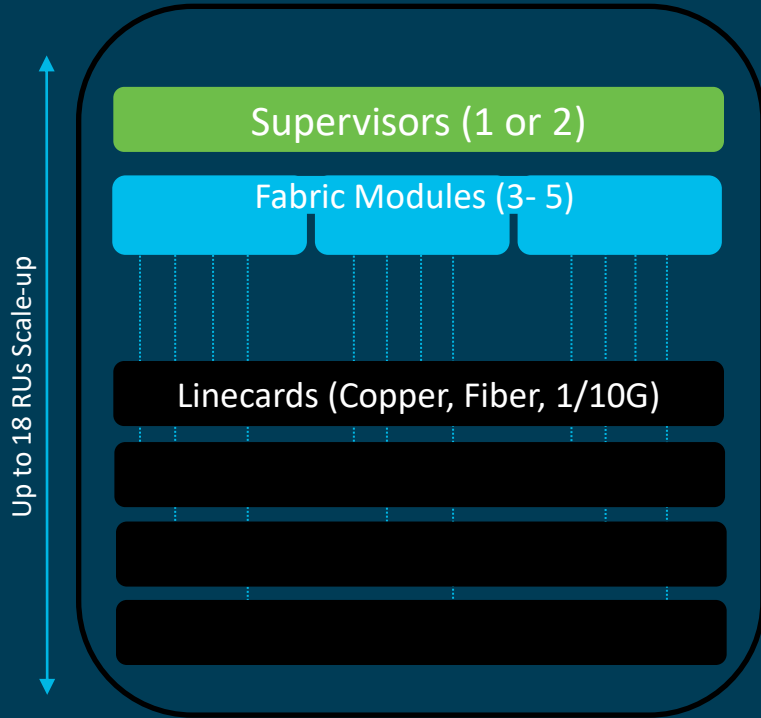 Supervisors (1 or 2)
Fabric Modules (3- 5)
Up to 18 RUs Scale-up
Linecards (Copper, Fiber, 1/10G)